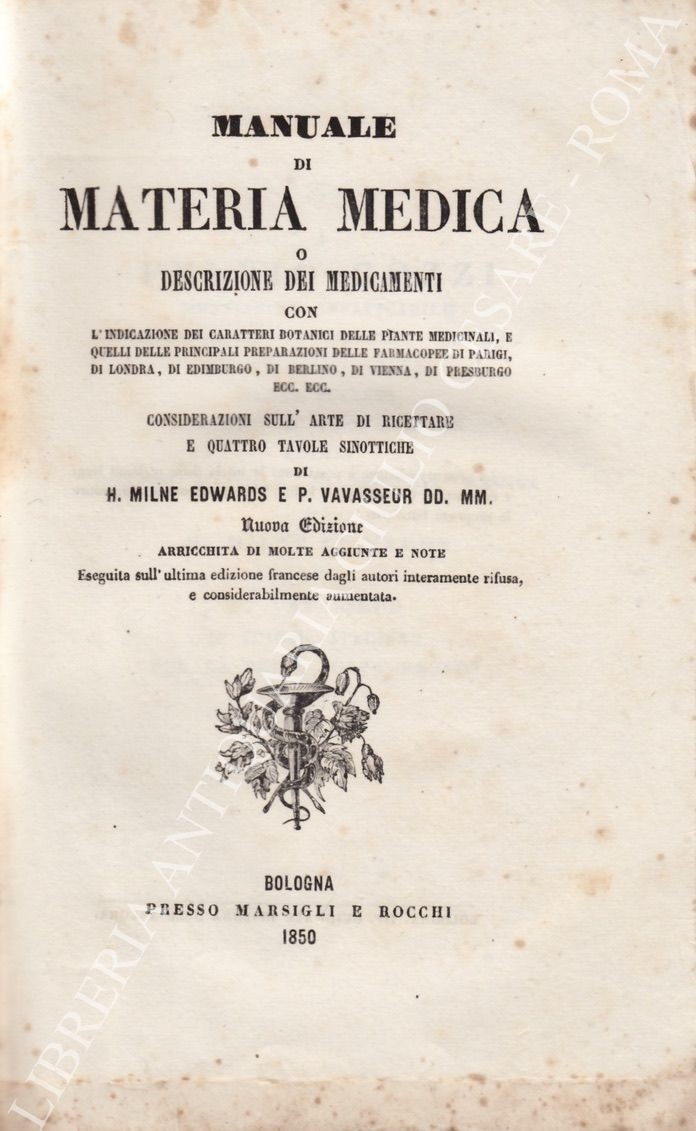 MANUALE
DI
MATERIA MEDICA
O
DESCRIZIONE DEI MEDICAMENTI
CON
L'INDICAZIONE DEI CARATTERI BOTANICI DELLE PIANTE MEDICINALI, E
QUELLI DELLE PRINCIPALI PREPARAZIONI DELLE FARMACOPEE DI PARIGI,
DI LONDRA, DI EDIMBURGO, DI BERLINO, DI VIENNA, DI PRESBURGO
ECC. ECC.
CONSIDERAZIONI SULL' ARTE DI RICETTARE
E QUATTRO TAVOLE SINOTTICHE
DI
H. MILNE EDWARDS E P. VAVASSEUR DD. MM.
Nuova Edizione
ARRICCHITA DI MOLTE AGGIUNTE E NOTE
Eseguita sull' ultima edizione francese dagli autori interamente rifusa,
e considerabilmente aumentata.
BOLOGNA
PRESSO MARSIGLI E ROCCHI
1850
LIBRERIA ANTIQUARIA GIULIO CESARE - ROMA